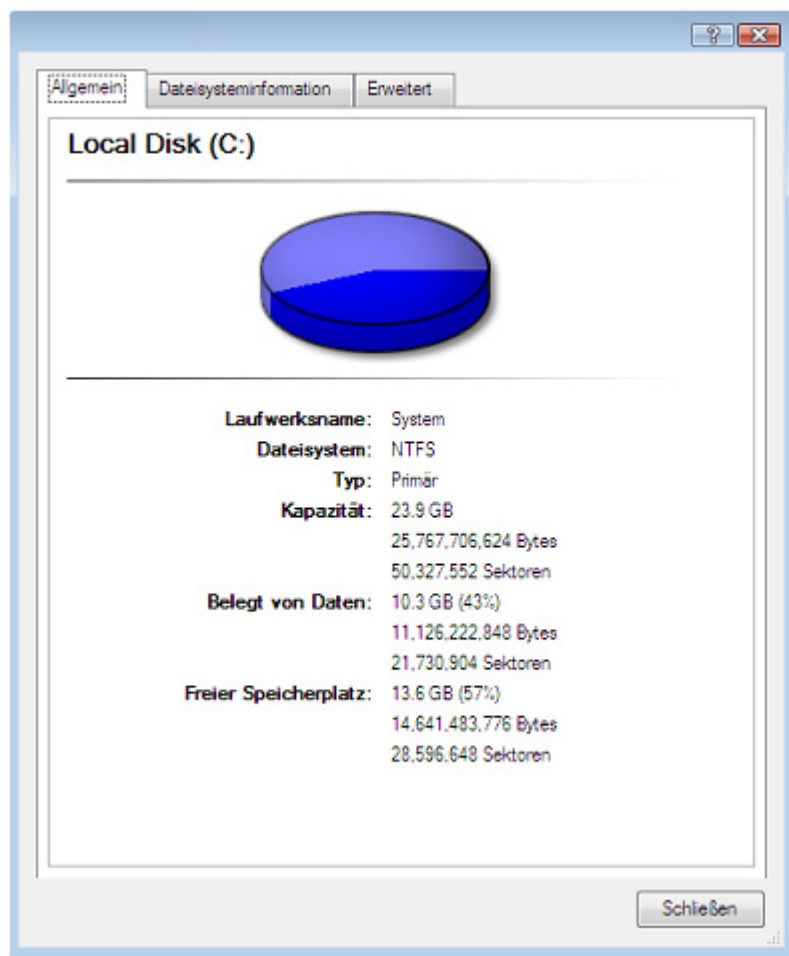 Allgemein Dateisysteminformation Erweitert
Local Disk (C:)
Laufwerksname: System
Dateisystem: NTFS
Typ: Primär
Kapazität: 23.9 GB
25,767,706,624 Bytes
50,327,552 Sektoren
Belegt von Daten: 10.3 GB (43%)
11,126,222,848 Bytes
21,730,904 Sektoren
Freier Speicherplatz: 13.6 GB (57%)
14,641,483,776 Bytes
28,596,648 Sektoren
Schließen